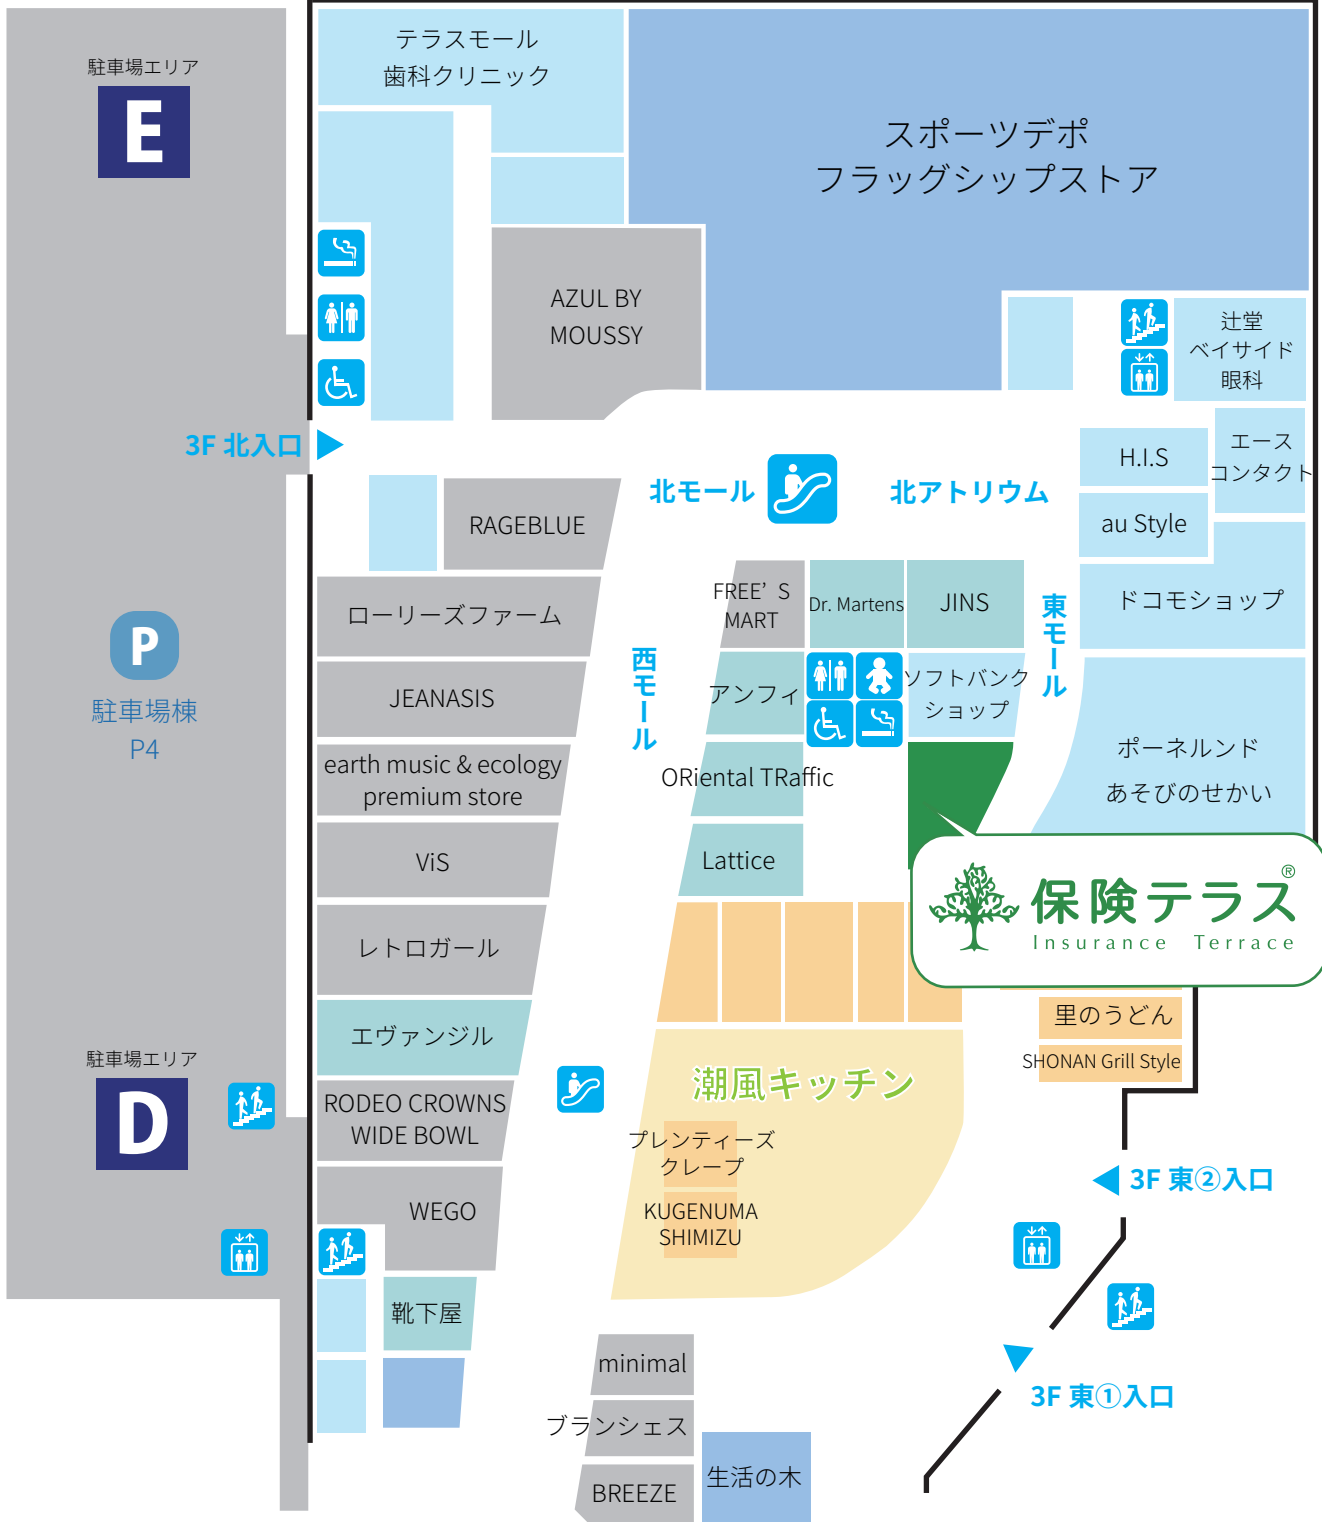 駐車場エリア
E
テラスモール
歯科クリニック
スポーツデポ
フラッグシップストア
AZUL BY
MOUSSY
辻堂
ベイサイド
眼科
3F 北入口
H.I.S
エース
コンタクト
北モール
北アトリウム
RAGEBLUE
au Style
ローリーズファーム
FREE’S
MART
Dr. Martens
JINS
東モール
ドコモショップ
P
駐車場棟
P4
西モール
JEANASIS
アンフィ
ソフトバンク
ショップ
earth music & ecology
premium store
ORiental TRaffic
ポーネルンド
あそびのせかい
ViS
Lattice
保険テラス®
Insurance Terrace
レトロガール
里のうどん
エヴァンジル
SHONAN Grill Style
駐車場エリア
D
潮風キッチン
RODEO CROWNS
WIDE BOWL
プレンティーズ
クレープ
3F 東②入口
WEGO
KUGENUMA
SHIMIZU
靴下屋
minimal
3F 東①入口
ブランシェス
BREEZE
生活の木